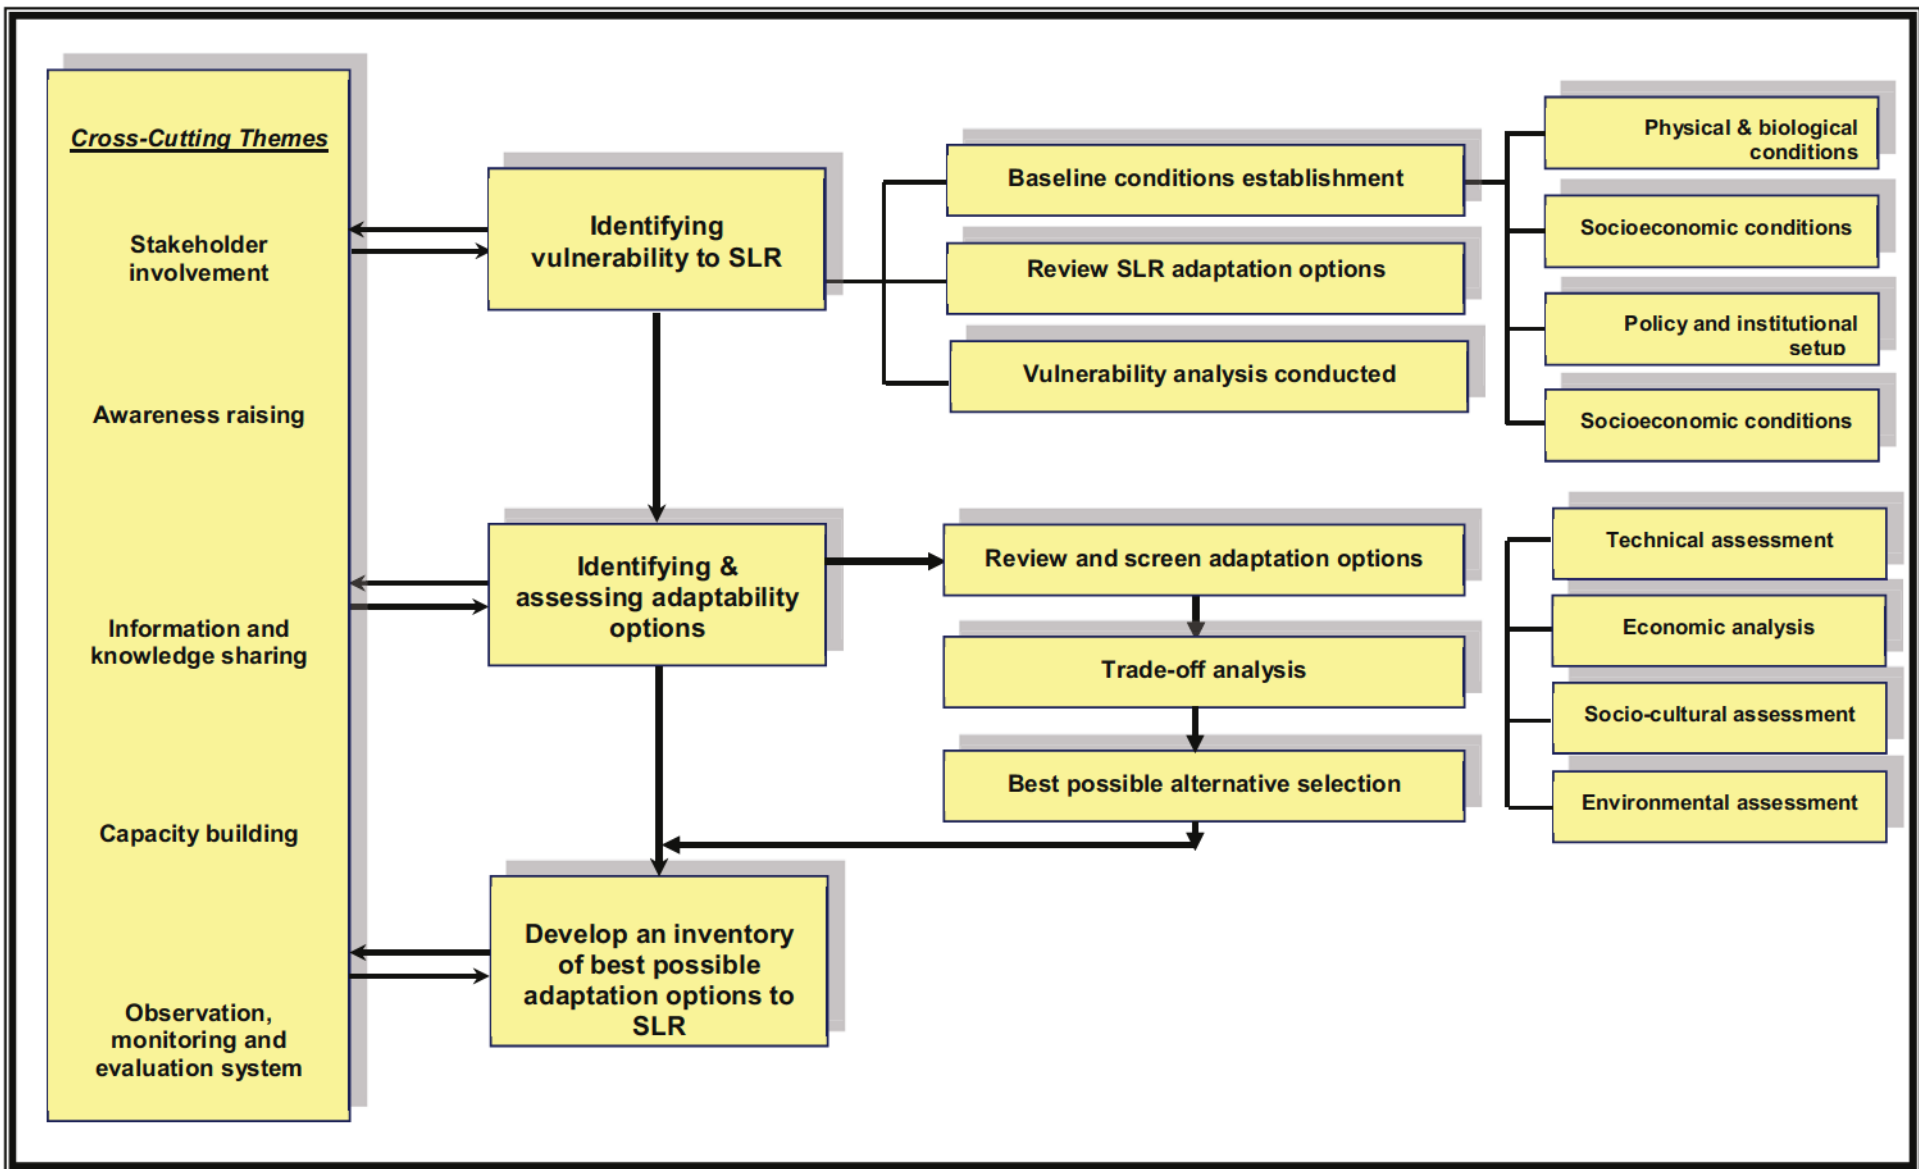 Cross-Cutting Themes
Stakeholder
involvement
Awareness raising
Information and
knowledge sharing
Capacity building
Observation,
monitoring and
evaluation system
Identifying
vulnerability to SLR
Baseline conditions establishment
Review SLR adaptation options
Vulnerability analysis conducted
Physical & biological
conditions
Socioeconomic conditions
Policy and institutional
setup
Socioeconomic conditions
Identifying &
assessing adaptability
options
Review and screen adaptation options
Trade-off analysis
Best possible alternative selection
Technical assessment
Economic analysis
Socio-cultural assessment
Environmental assessment
Develop an inventory
of best possible
adaptation options to
SLR